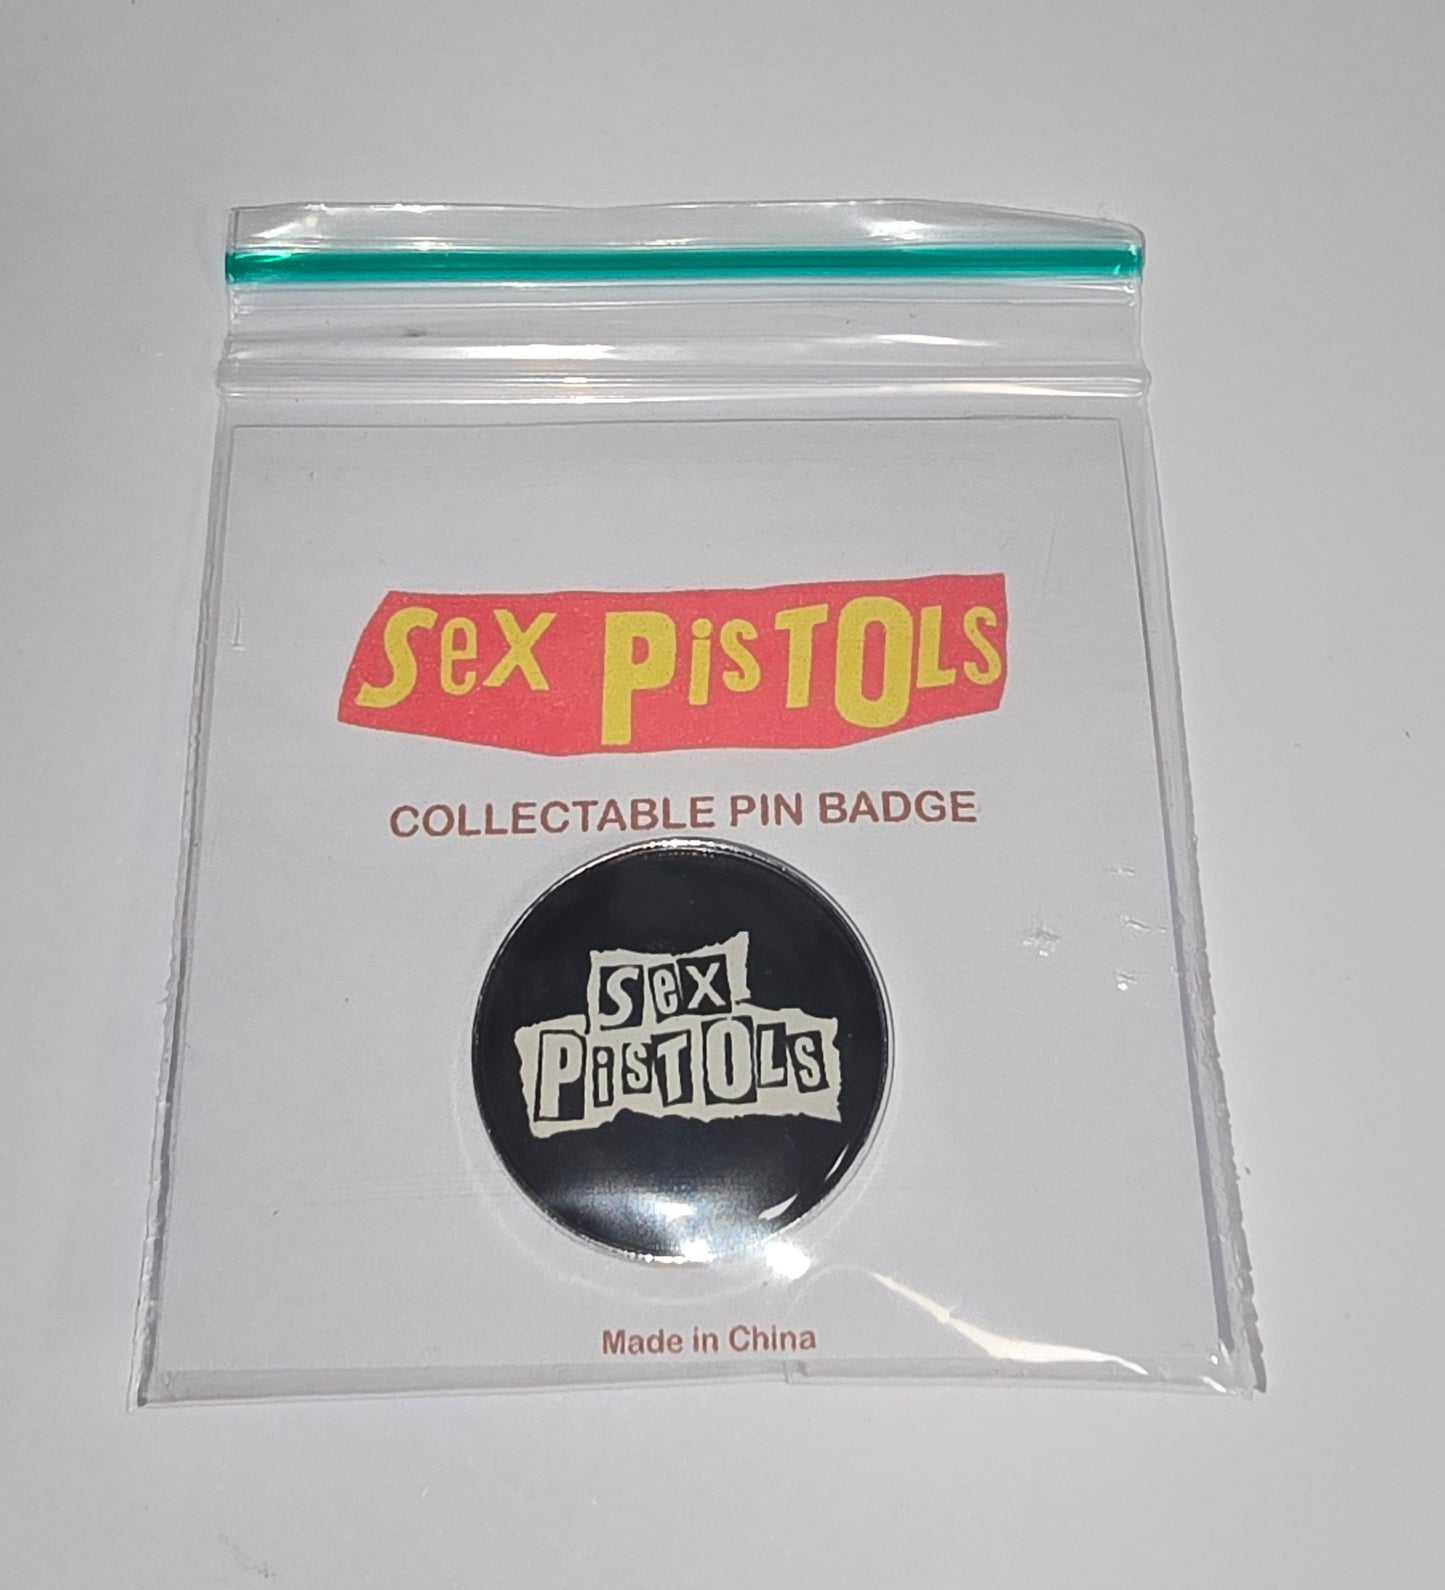 Sex PisTOLS
COLLECTABLE PIN BADGE
Sex
PisTOLS
Made in China